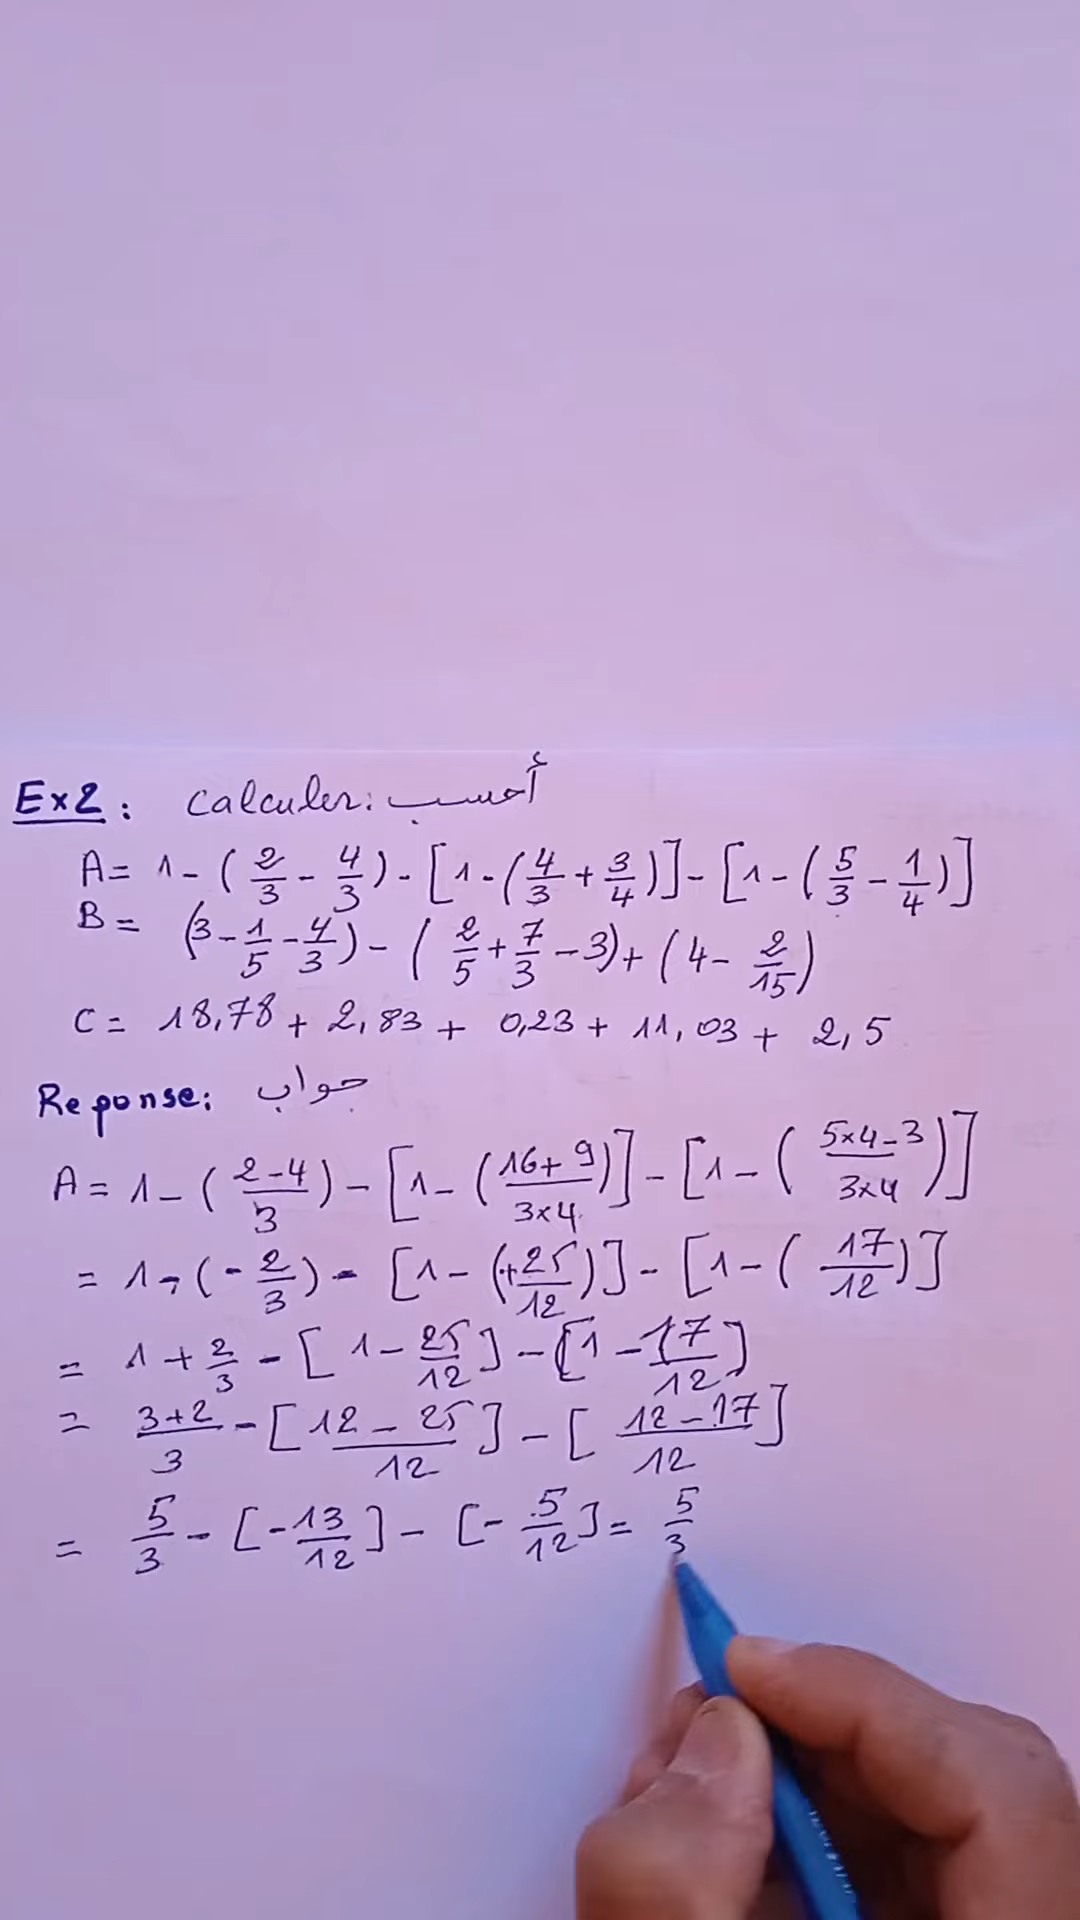 Ex2: Calculer: أحسب
A= 1-(2/3 - 4/3) - [1-(4/3 + 3/4)] - [1-(5/3 - 1/4)]
B= (3 - 1/5 - 4/3) - (2/5 + 7/3 - 3) + (4 - 2/15)
C= 18,78 + 2,83 + 0,23 + 11,03 + 2,5
Reponse: جواب
A= 1-((2-4)/3) - [1-((16+9)/(3×4))] - [1-((5×4-3)/(3×4))]
= 1-(-2/3) - [1-(+25/12)] - [1-(17/12)]
= 1 + 2/3 - [1 - 25/12] - [1 - 17/12]
= (3+2)/3 - [(12-25)/12] - [(12-17)/12]
= 5/3 - [-13/12] - [-5/12] = 5/3